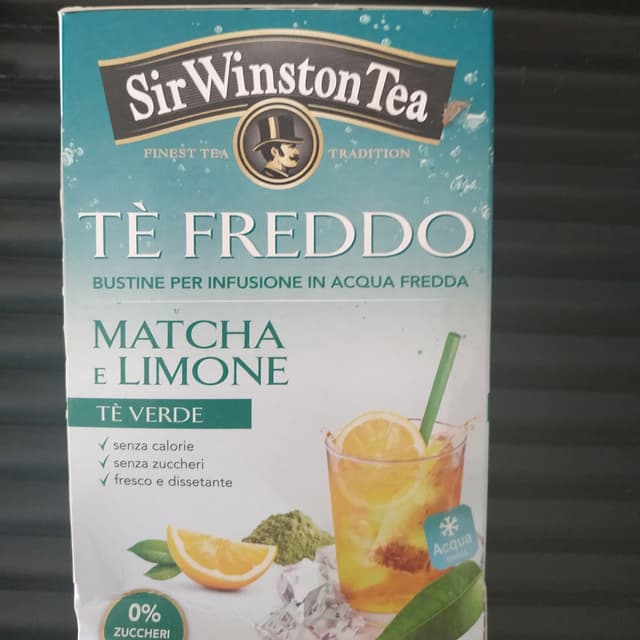 Sir Winston Tea
FINEST TEA TRADITION
TÈ FREDDO
BUSTINE PER INFUSIONE IN ACQUA FREDDA
MATCHA
E LIMONE
TÈ VERDE
senza calorie
senza zuccheri
fresco e dissetante
Acqua
0%
ZUCCHERI